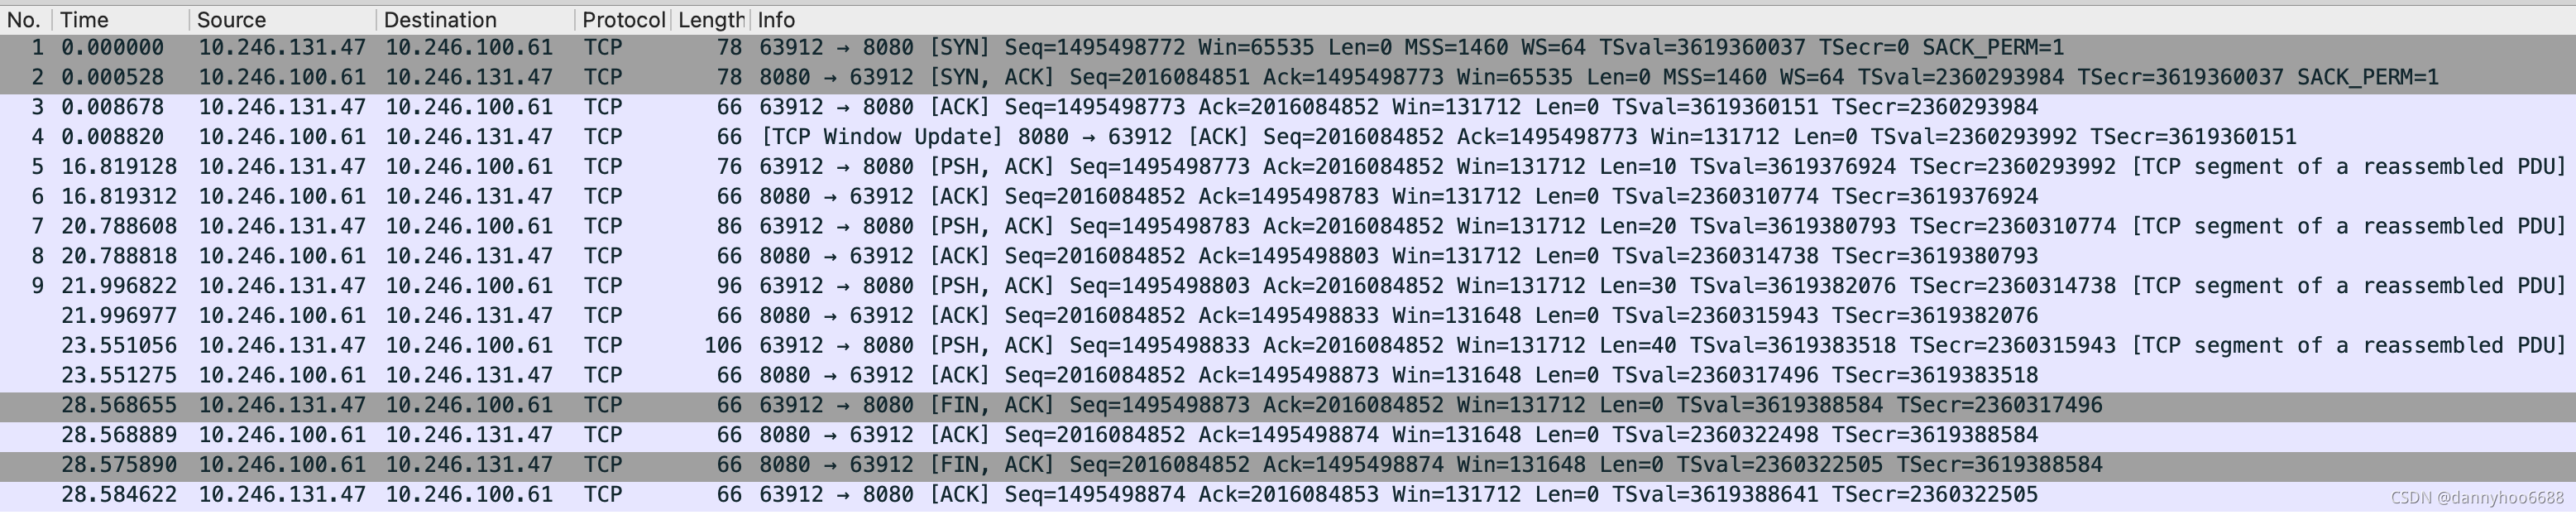 No. Time Source Destination Protocol Length Info
1 0.000000 10.246.131.47 10.246.100.61 TCP 78 63912 → 8080 [SYN] Seq=1495498772 Win=65535 Len=0 MSS=1460 WS=64 TSval=3619360037 TSecr=0 SACK_PERM=1
2 0.000528 10.246.100.61 10.246.131.47 TCP 78 8080 → 63912 [SYN, ACK] Seq=2016084851 Ack=1495498773 Win=65535 Len=0 MSS=1460 WS=64 TSval=2360293984 TSecr=3619360037 SACK_PERM=1
3 0.008678 10.246.131.47 10.246.100.61 TCP 66 63912 → 8080 [ACK] Seq=1495498773 Ack=2016084852 Win=131712 Len=0 TSval=3619360151 TSecr=2360293984
4 0.008820 10.246.100.61 10.246.131.47 TCP 66 [TCP Window Update] 8080 → 63912 [ACK] Seq=2016084852 Ack=1495498773 Win=131712 Len=0 TSval=2360293992 TSecr=3619360151
5 16.819128 10.246.131.47 10.246.100.61 TCP 76 63912 → 8080 [PSH, ACK] Seq=1495498773 Ack=2016084852 Win=131712 Len=10 TSval=3619376924 TSecr=2360293992 [TCP segment of a reassembled PDU]
6 16.819312 10.246.100.61 10.246.131.47 TCP 66 8080 → 63912 [ACK] Seq=2016084852 Ack=1495498783 Win=131712 Len=0 TSval=2360310774 TSecr=3619376924
7 20.788608 10.246.131.47 10.246.100.61 TCP 86 63912 → 8080 [PSH, ACK] Seq=1495498783 Ack=2016084852 Win=131712 Len=20 TSval=3619380793 TSecr=2360310774 [TCP segment of a reassembled PDU]
8 20.788818 10.246.100.61 10.246.131.47 TCP 66 8080 → 63912 [ACK] Seq=2016084852 Ack=1495498803 Win=131712 Len=0 TSval=2360314738 TSecr=3619380793
9 21.996822 10.246.131.47 10.246.100.61 TCP 96 63912 → 8080 [PSH, ACK] Seq=1495498803 Ack=2016084852 Win=131712 Len=30 TSval=3619382076 TSecr=2360314738 [TCP segment of a reassembled PDU]
21.996977 10.246.100.61 10.246.131.47 TCP 66 8080 → 63912 [ACK] Seq=2016084852 Ack=1495498833 Win=131648 Len=0 TSval=2360315943 TSecr=3619382076
23.551056 10.246.131.47 10.246.100.61 TCP 106 63912 → 8080 [PSH, ACK] Seq=1495498833 Ack=2016084852 Win=131712 Len=40 TSval=3619383518 TSecr=2360315943 [TCP segment of a reassembled PDU]
23.551275 10.246.100.61 10.246.131.47 TCP 66 8080 → 63912 [ACK] Seq=2016084852 Ack=1495498873 Win=131648 Len=0 TSval=2360317496 TSecr=3619383518
28.568655 10.246.131.47 10.246.100.61 TCP 66 63912 → 8080 [FIN, ACK] Seq=1495498873 Ack=2016084852 Win=131712 Len=0 TSval=3619388584 TSecr=2360317496
28.568889 10.246.100.61 10.246.131.47 TCP 66 8080 → 63912 [ACK] Seq=2016084852 Ack=1495498874 Win=131648 Len=0 TSval=2360322498 TSecr=3619388584
28.575890 10.246.100.61 10.246.131.47 TCP 66 8080 → 63912 [FIN, ACK] Seq=2016084852 Ack=1495498874 Win=131648 Len=0 TSval=2360322505 TSecr=3619388584
28.584622 10.246.131.47 10.246.100.61 TCP 66 63912 → 8080 [ACK] Seq=1495498874 Ack=2016084853 Win=131712 Len=0 TSval=3619388641 TSecr=2360322505
CSDN @dannyhoo6688